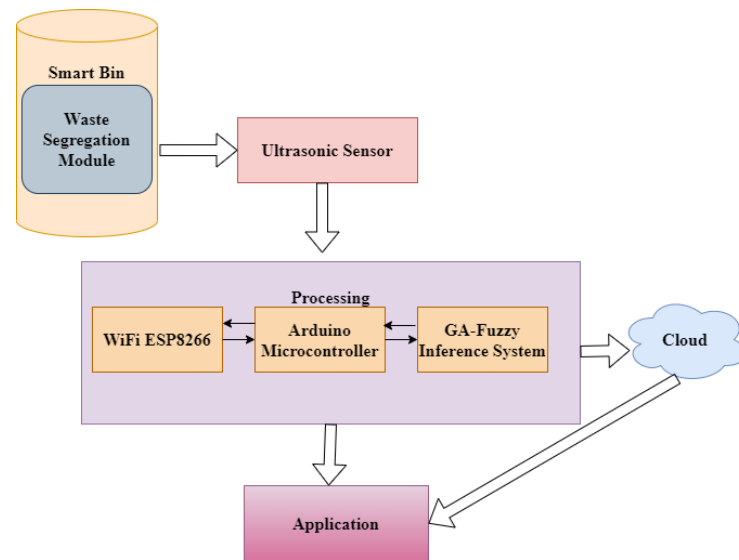 Smart Bin
Waste
Segregation
Module
Ultrasonic Sensor
Processing
WiFi ESP8266
Arduino
Microcontroller
GA-Fuzzy
Inference System
Cloud
Application